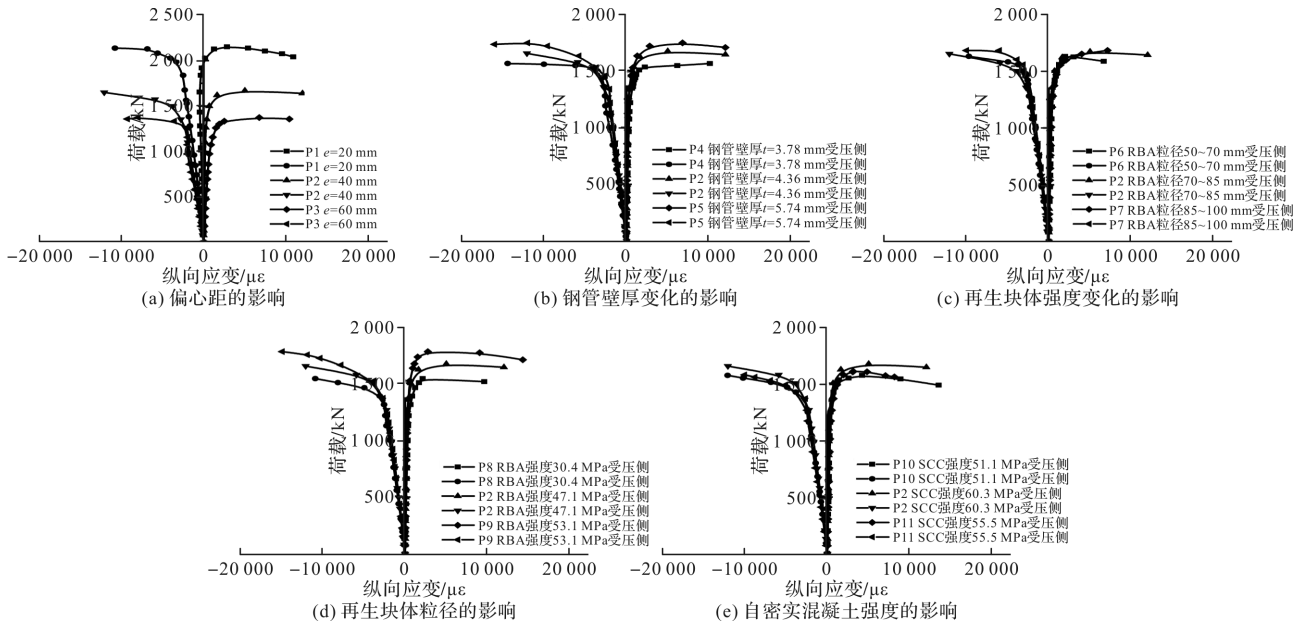 2 500
2 000
1 500
1 000
500
荷载/kN
P1 e=20 mm
P1 e=20 mm
P2 e=40 mm
P2 e=40 mm
P3 e=60 mm
P3 e=60 mm
−20 000 −10 000 0 10 000 20 000
纵向应变/με
(a) 偏心距的影响
2 000
1 500
1 000
500
荷载/kN
P4 钢管壁厚t=3.78 mm受压侧
P4 钢管壁厚t=3.78 mm受压侧
P2 钢管壁厚t=4.36 mm受压侧
P2 钢管壁厚t=4.36 mm受压侧
P5 钢管壁厚t=5.74 mm受压侧
P5 钢管壁厚t=5.74 mm受压侧
−20 000 −10 000 0 10 000 20 000
纵向应变/με
(b) 钢管壁厚变化的影响
2 000
1 500
1 000
500
荷载/kN
P6 RBA粒径50~70 mm受压侧
P6 RBA粒径50~70 mm受压侧
P2 RBA粒径70~85 mm受压侧
P2 RBA粒径70~85 mm受压侧
P7 RBA粒径85~100 mm受压侧
P7 RBA粒径85~100 mm受压侧
−20 000 −10 000 0 10 000 20 000
纵向应变/με
(c) 再生块体强度变化的影响
2 000
1 500
1 000
500
荷载/kN
P8 RBA强度30.4 MPa受压侧
P8 RBA强度30.4 MPa受压侧
P2 RBA强度47.1 MPa受压侧
P2 RBA强度47.1 MPa受压侧
P9 RBA强度53.1 MPa受压侧
P9 RBA强度53.1 MPa受压侧
−20 000 −10 000 0 10 000 20 000
纵向应变/με
(d) 再生块体粒径的影响
2 000
1 500
1 000
500
荷载/kN
P10 SCC强度51.1 MPa受压侧
P10 SCC强度51.1 MPa受压侧
P2 SCC强度60.3 MPa受压侧
P2 SCC强度60.3 MPa受压侧
P11 SCC强度55.5 MPa受压侧
P11 SCC强度55.5 MPa受压侧
−20 000 −10 000 0 10 000 20 000
纵向应变/με
(e) 自密实混凝土强度的影响